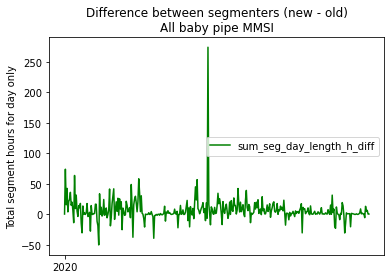 Difference between segmenters (new - old)
All baby pipe MMSI
Total segment hours for day only
250
200
150
100
50
0
−50
sum_seg_day_length_h_diff
2020